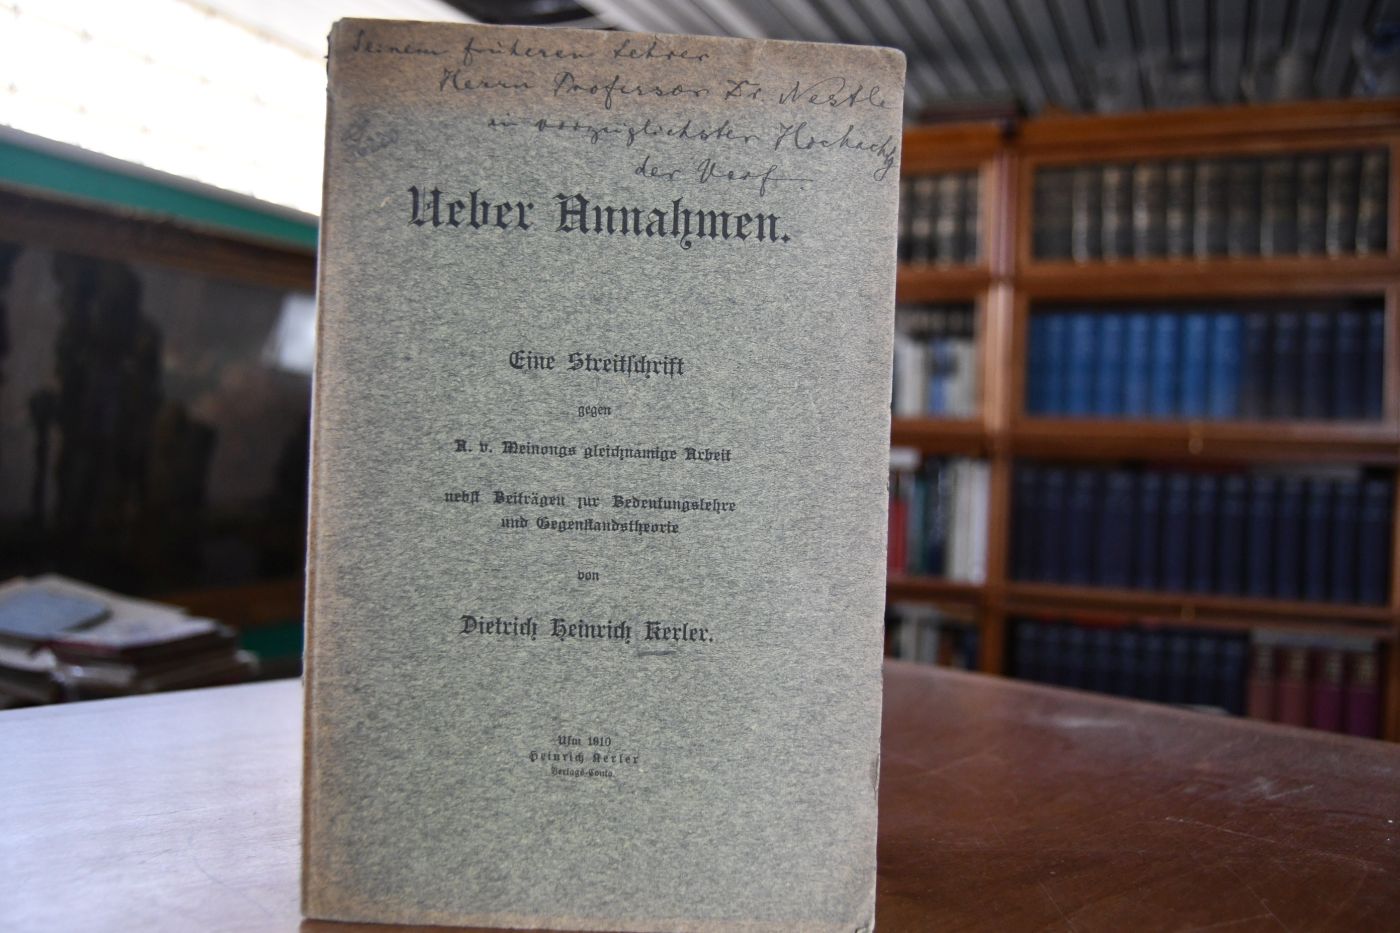 Seinem früheren Lehrer
Herrn Professor Dr. Nestle
in vorzüglichster Hochachtg
der Verf.
Ueber Annahmen.
Eine Streitschrift
gegen
A. v. Meinongs gleichnamige Arbeit
nebst Beiträgen zur Bedeutungslehre
und Gegenstandstheorie
von
Dietrich Heinrich Kerler.
Ulm 1910
Heinrich Kerler
Verlags-Conto.